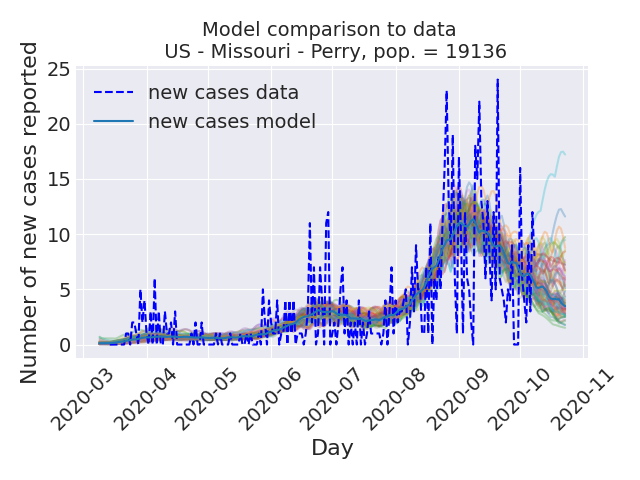 Model comparison to data
US - Missouri - Perry, pop. = 19136
Number of new cases reported
25
20
15
10
5
0
new cases data
new cases model
2020-03
2020-04
2020-05
2020-06
2020-07
2020-08
2020-09
2020-10
2020-11
Day